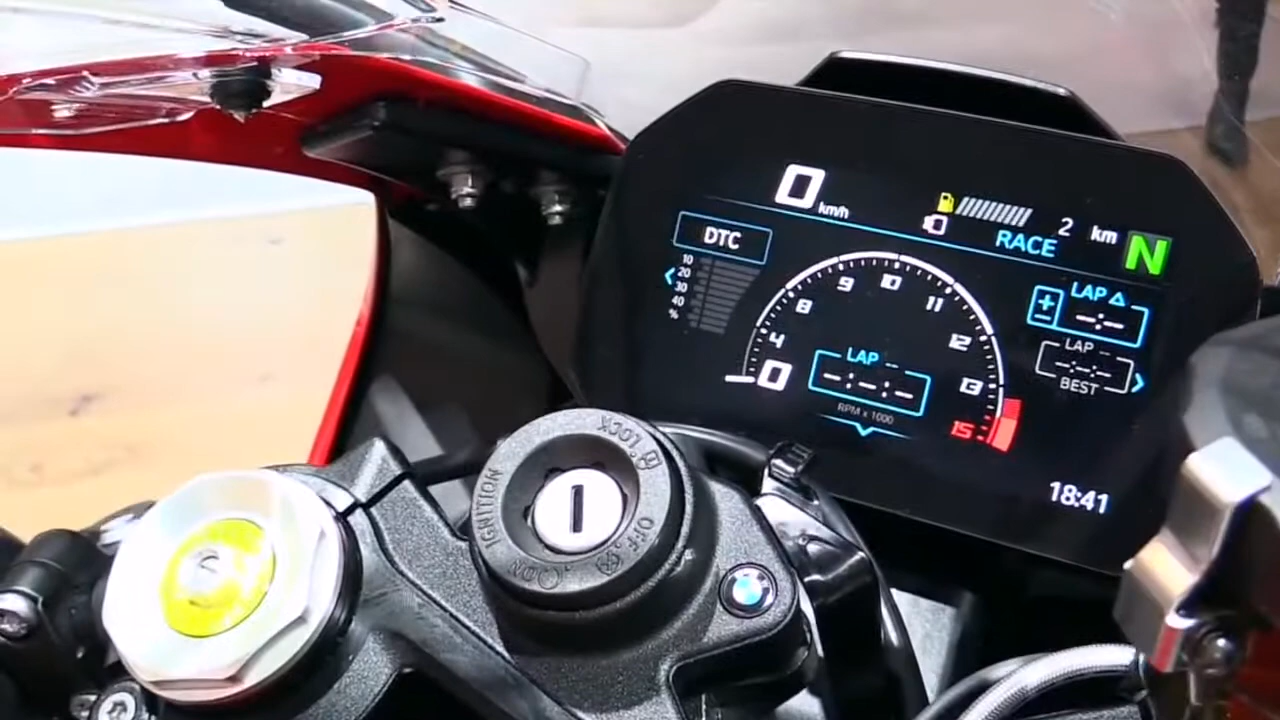 0 km/h
2 km
RACE
N
DTC
10
20
30
40
%
0
4
8
9
10
11
12
13
15
LAP --
--:--:--
RPM x 1000
+
-
LAP △
--:--
LAP --
--:--:--
BEST
18:41
IGNITION
LOCK
OFF
ON